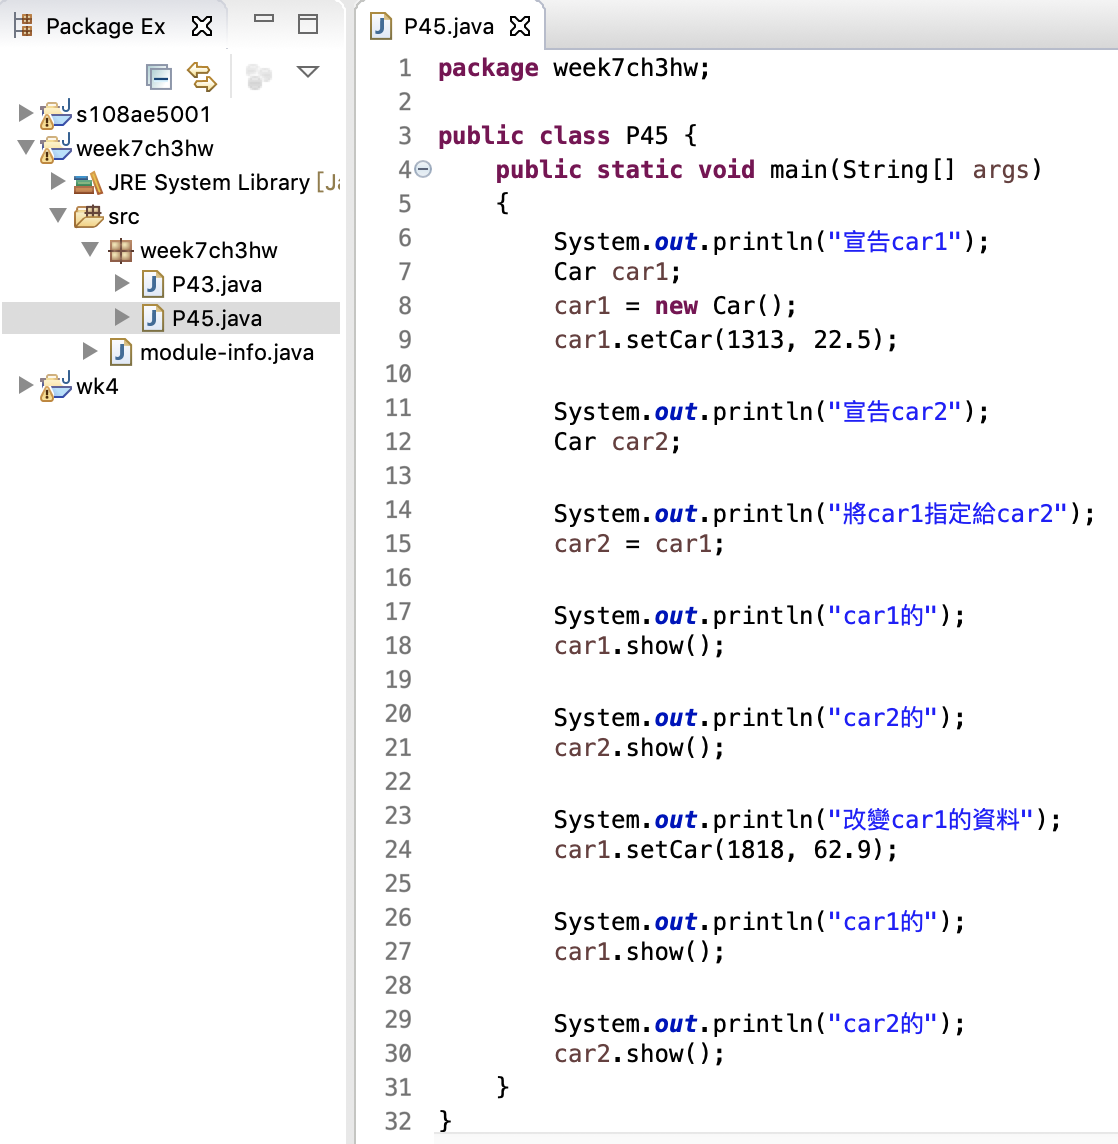 Package Ex
s108ae5001
week7ch3hw
JRE System Library [Ja
src
week7ch3hw
P43.java
P45.java
module-info.java
wk4
P45.java
1 package week7ch3hw;
2
3 public class P45 {
4 public static void main(String[] args)
5 {
6 System.out.println("宣告car1");
7 Car car1;
8 car1 = new Car();
9 car1.setCar(1313, 22.5);
10
11 System.out.println("宣告car2");
12 Car car2;
13
14 System.out.println("將car1指定給car2");
15 car2 = car1;
16
17 System.out.println("car1的");
18 car1.show();
19
20 System.out.println("car2的");
21 car2.show();
22
23 System.out.println("改變car1的資料");
24 car1.setCar(1818, 62.9);
25
26 System.out.println("car1的");
27 car1.show();
28
29 System.out.println("car2的");
30 car2.show();
31 }
32 }